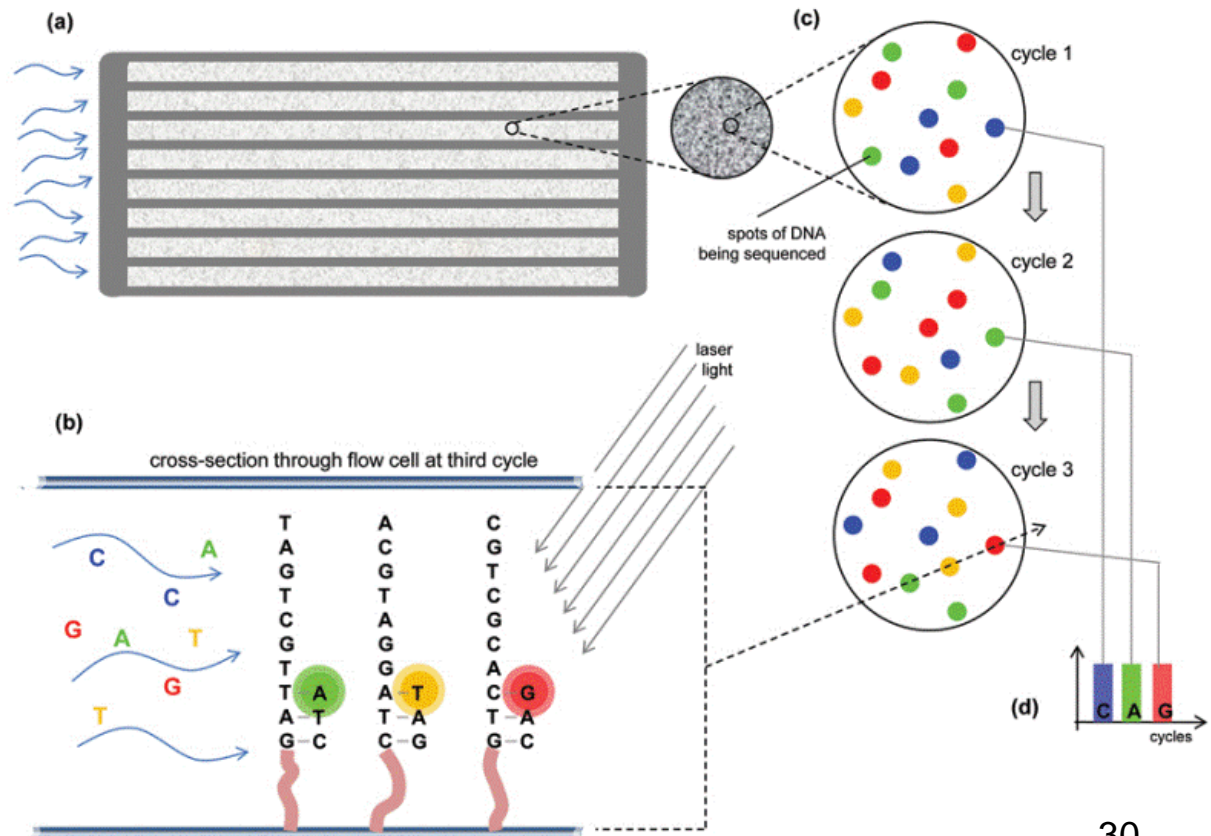 (a)
(c)
cycle 1
spots of DNA
being sequenced
cycle 2
laser
light
(b)
cross-section through flow cell at third cycle
cycle 3
T A C
A C G
C A G G T
T T C
C C A G
G A T G A G
G T G C
T T A A A T C G
T A T T A T A
G C C G G C
(d)
C A G
cycles
30